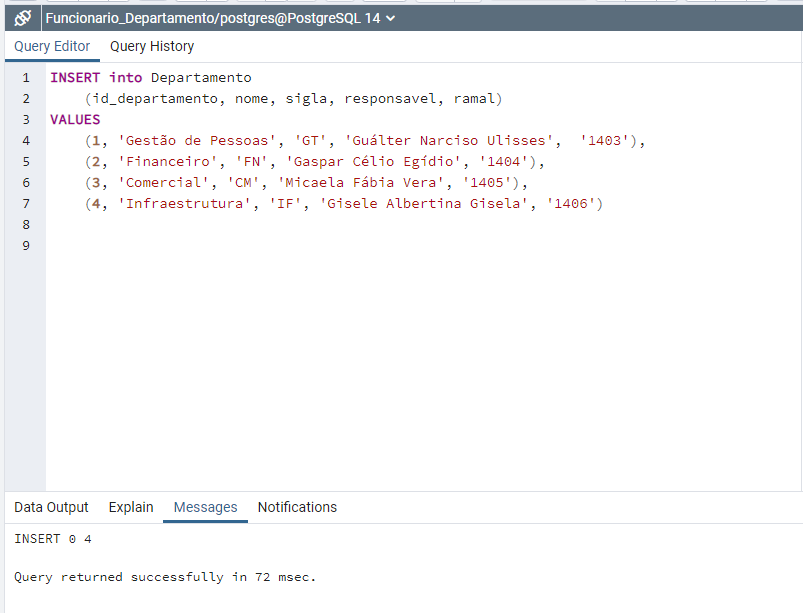 Funcionario_Departamento/postgres@PostgreSQL 14
Query Editor Query History
1 INSERT into Departamento
2 (id_departamento, nome, sigla, responsavel, ramal)
3 VALUES
4 (1, 'Gestão de Pessoas', 'GT', 'Guálter Narciso Ulisses', '1403'),
5 (2, 'Financeiro', 'FN', 'Gaspar Célio Egídio', '1404'),
6 (3, 'Comercial', 'CM', 'Micaela Fábia Vera', '1405'),
7 (4, 'Infraestrutura', 'IF', 'Gisele Albertina Gisela', '1406')
8
9
Data Output Explain Messages Notifications
INSERT 0 4
Query returned successfully in 72 msec.